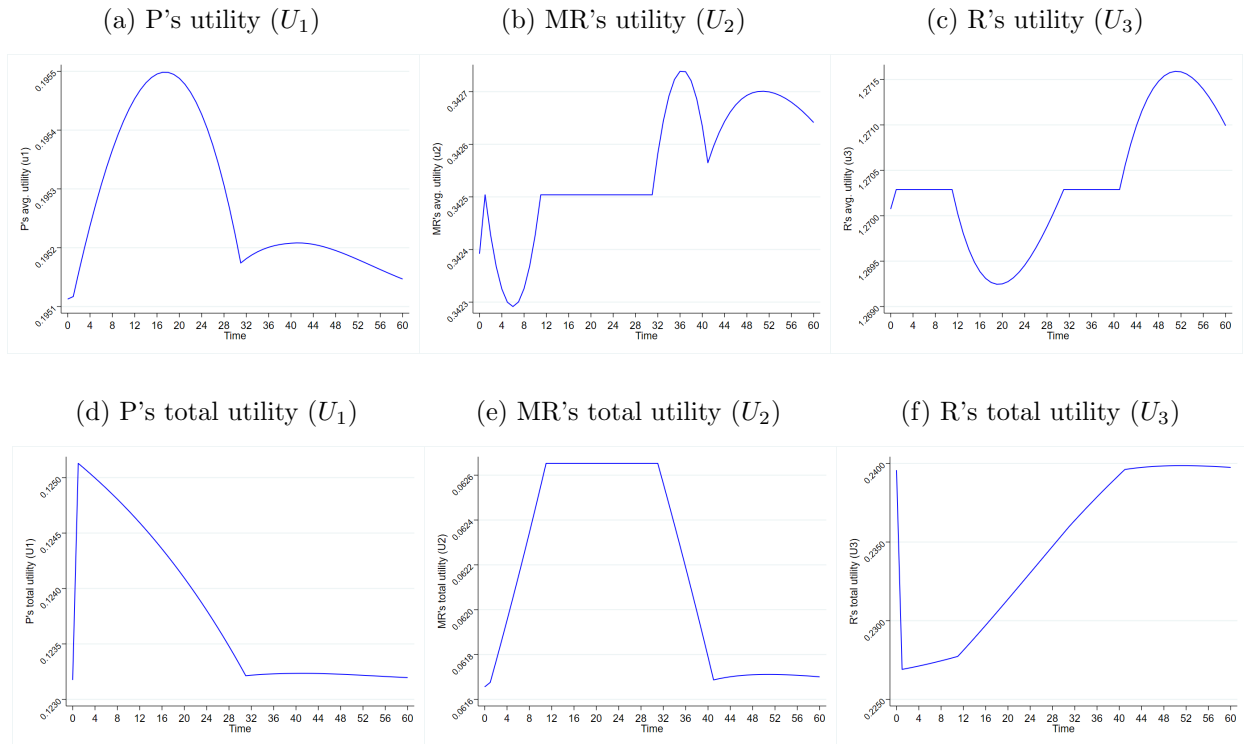 (a) P's utility (U₁)
(b) MR's utility (U₂)
(c) R's utility (U₃)
P's avg. utility (u1)
0.1955
0.1954
0.1953
0.1952
0.1951
0 4 8 12 16 20 24 28 32 36 40 44 48 52 56 60
Time
MR's avg. utility (u2)
0.3427
0.3426
0.3425
0.3424
0.3423
0 4 8 12 16 20 24 28 32 36 40 44 48 52 56 60
Time
R's avg. utility (u3)
1.2715
1.2710
1.2705
1.2700
1.2695
1.2690
0 4 8 12 16 20 24 28 32 36 40 44 48 52 56 60
Time
(d) P's total utility (U₁)
(e) MR's total utility (U₂)
(f) R's total utility (U₃)
P's total utility (U1)
0.1250
0.1245
0.1240
0.1235
0.1230
0 4 8 12 16 20 24 28 32 36 40 44 48 52 56 60
Time
MR's total utility (U2)
0.0626
0.0624
0.0622
0.0620
0.0618
0.0616
0 4 8 12 16 20 24 28 32 36 40 44 48 52 56 60
Time
R's total utility (U3)
0.2400
0.2350
0.2300
0.2250
0 4 8 12 16 20 24 28 32 36 40 44 48 52 56 60
Time